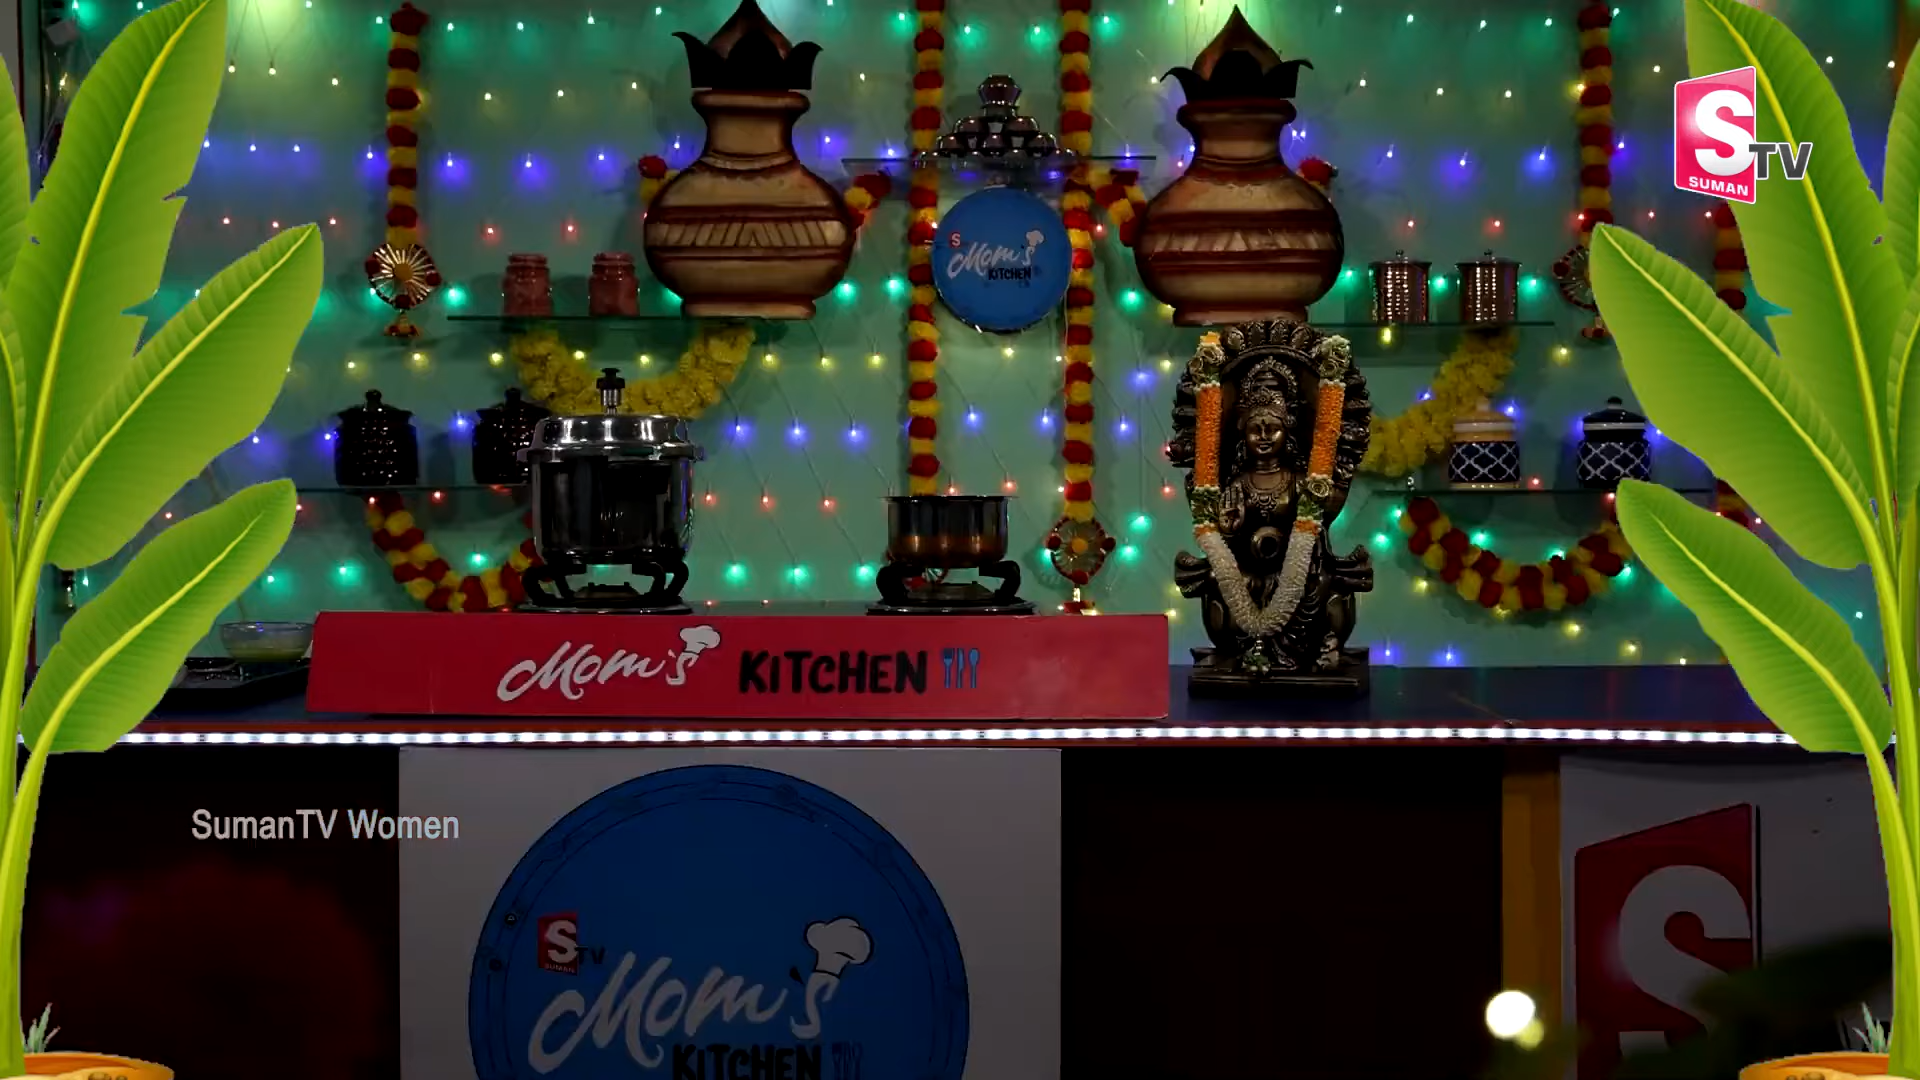 S TV
SUMAN
S
Mom's
KITCHEN
Mom's KITCHEN
SumanTV Women
S TV
SUMAN
Mom's
KITCHEN
S